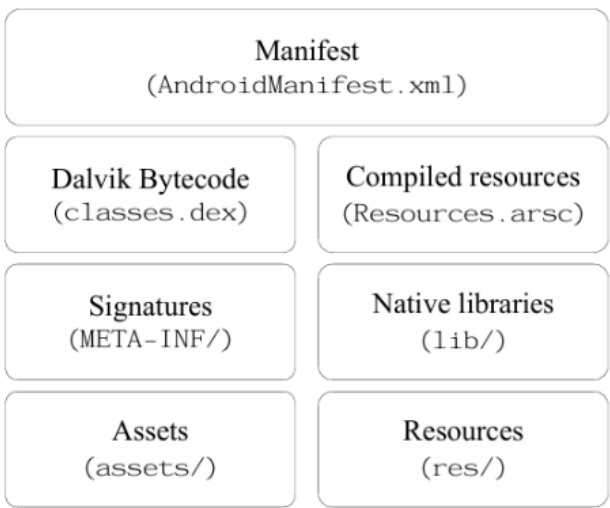 Manifest
(AndroidManifest.xml)
Dalvik Bytecode
(classes.dex)
Compiled resources
(Resources.arsc)
Signatures
(META-INF/)
Native libraries
(lib/)
Assets
(assets/)
Resources
(res/)